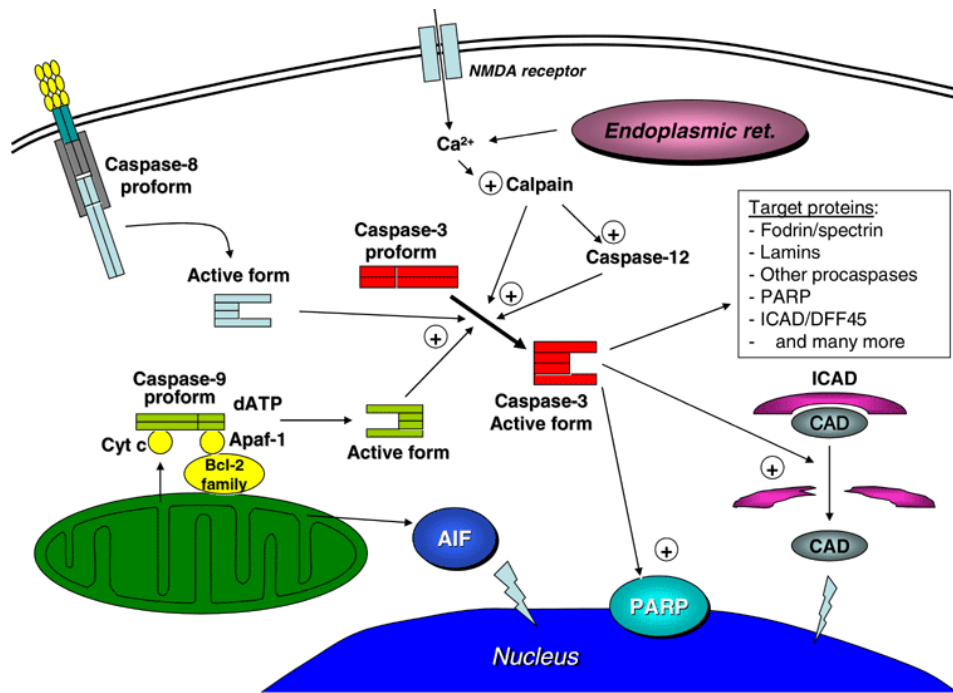 NMDA receptor
Ca²⁺
Endoplasmic ret.
Caspase-8
proform
+ Calpain
Target proteins:
- Fodrin/spectrin
- Lamins
- Other procaspases
- PARP
- ICAD/DFF45
- and many more
Caspase-3
proform
+
Caspase-12
Active form
+
+
Caspase-3
Active form
ICAD
CAD
Caspase-9
proform
dATP
Cyt c
Apaf-1
Active form
Bcl-2
family
+
CAD
AIF
+
PARP
Nucleus